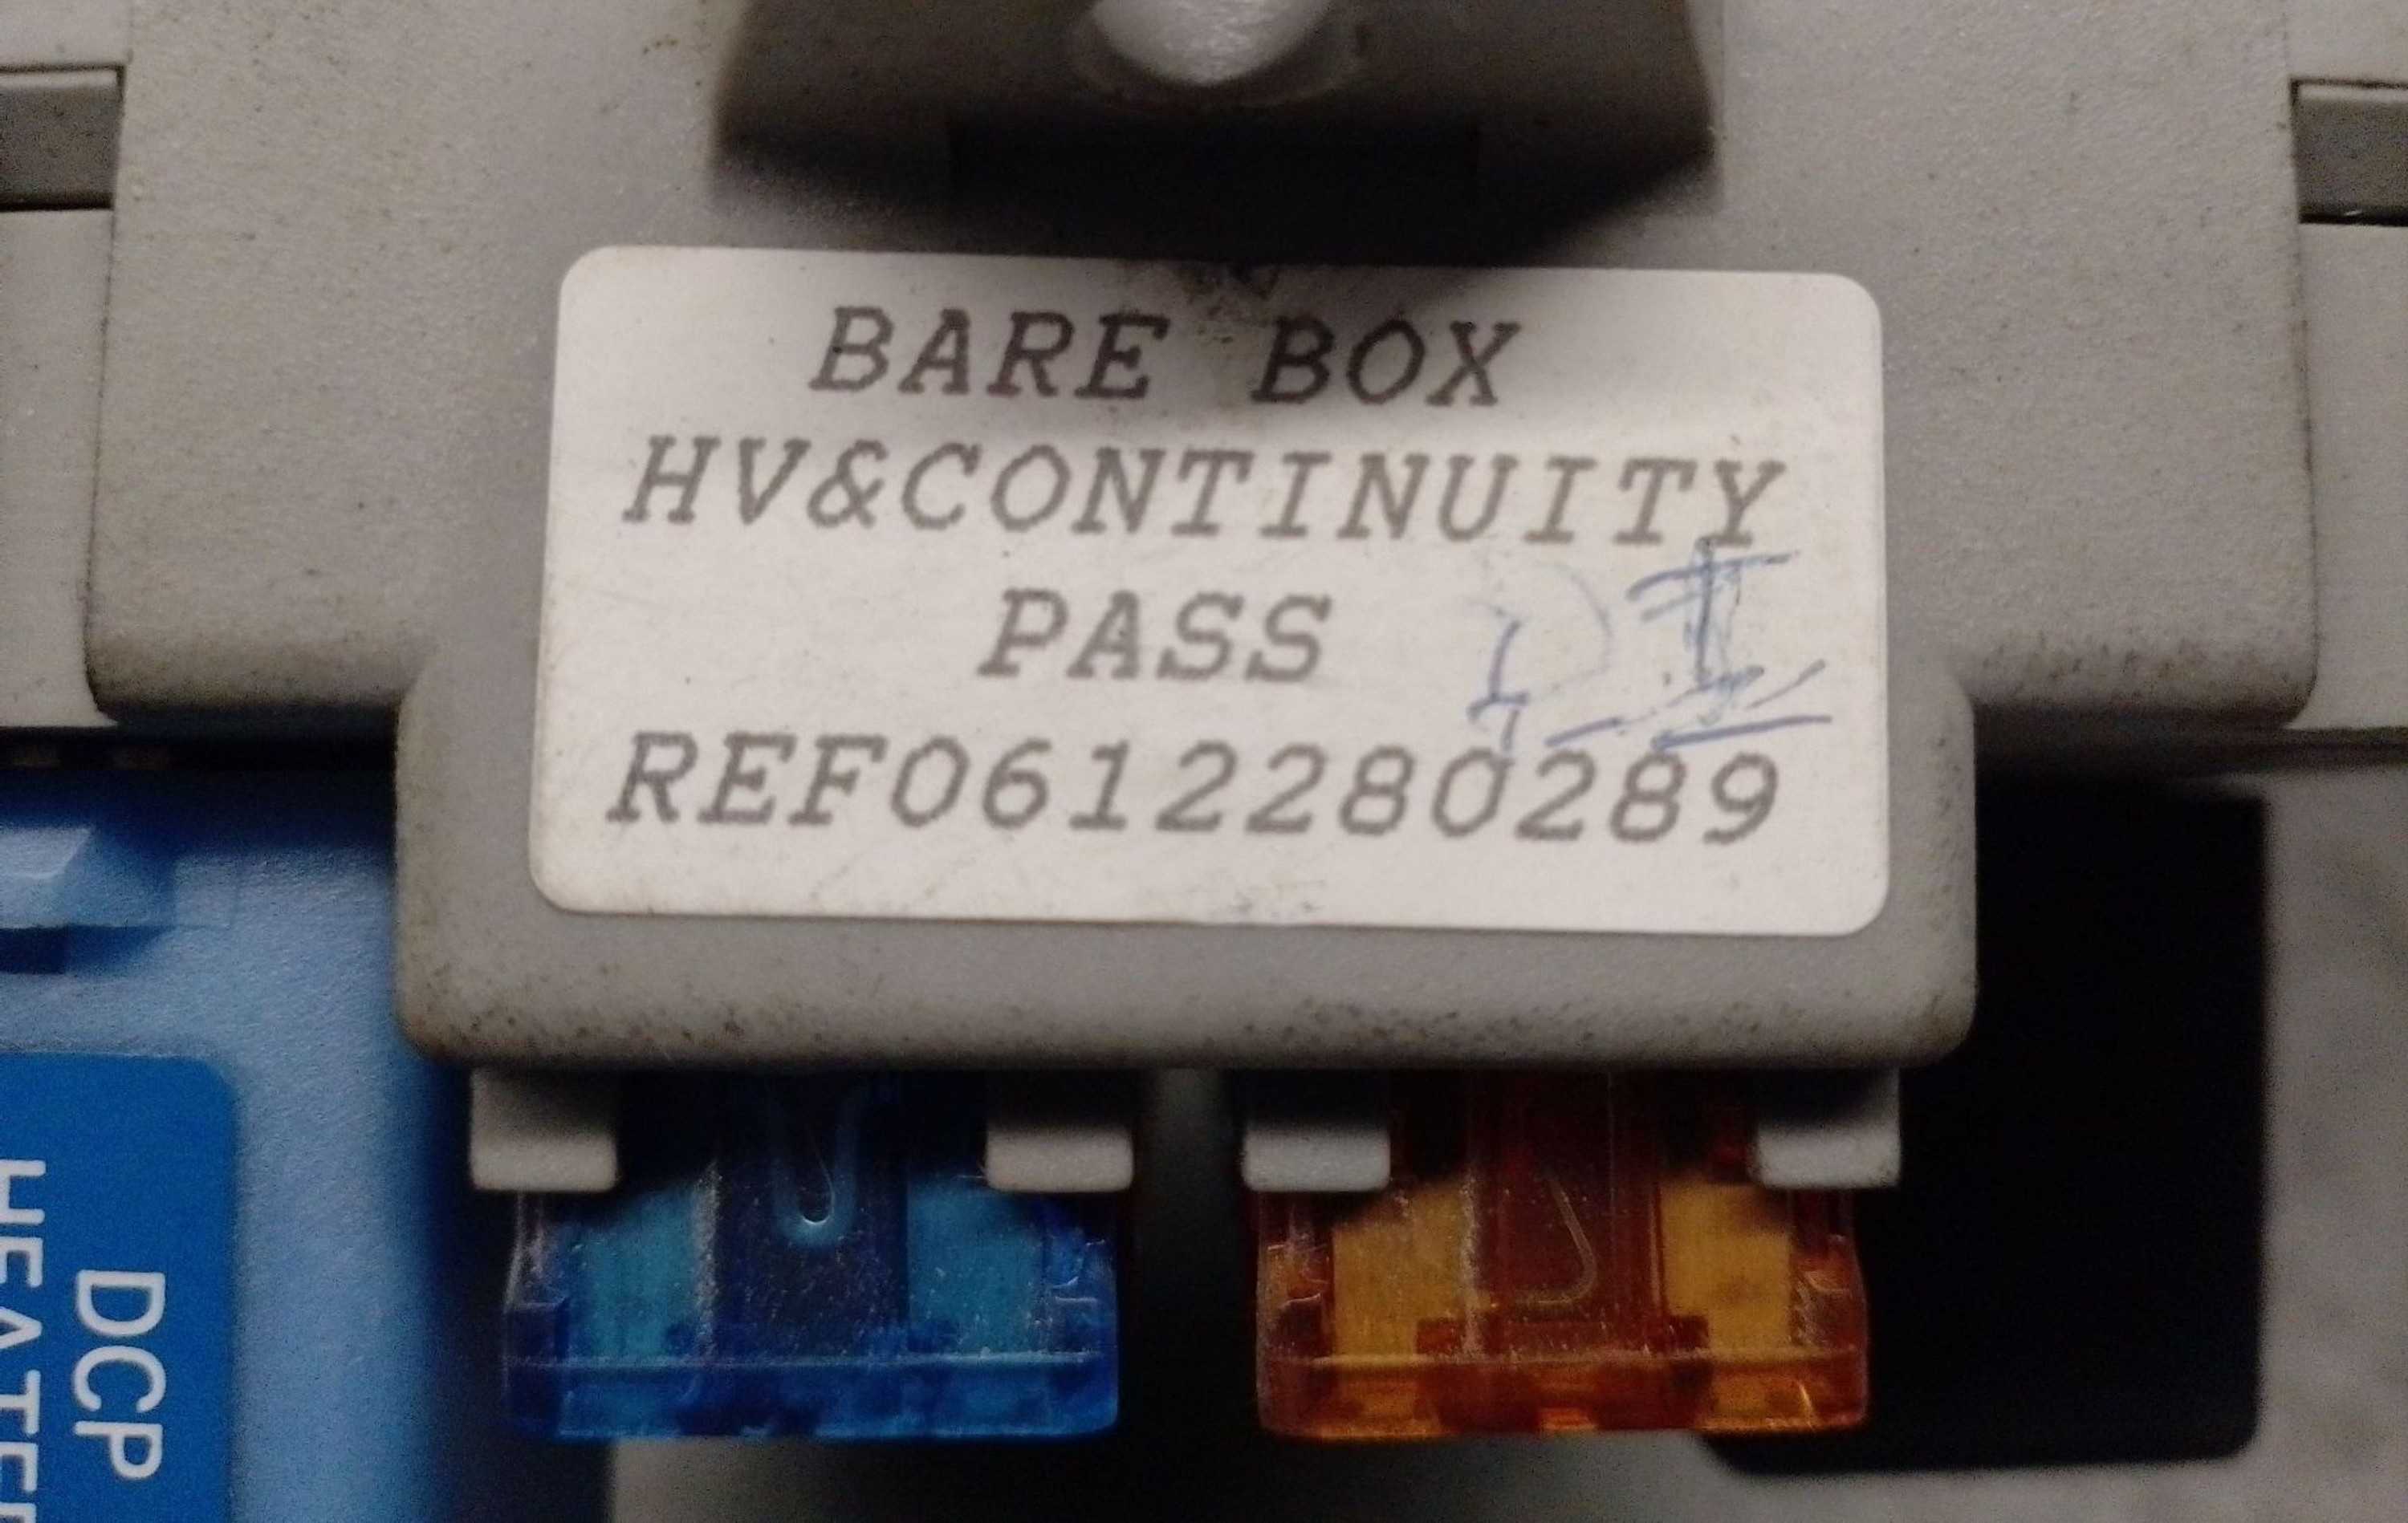 BARE BOX
HV&CONTINUITY
PASS
REF0612280289
DCP